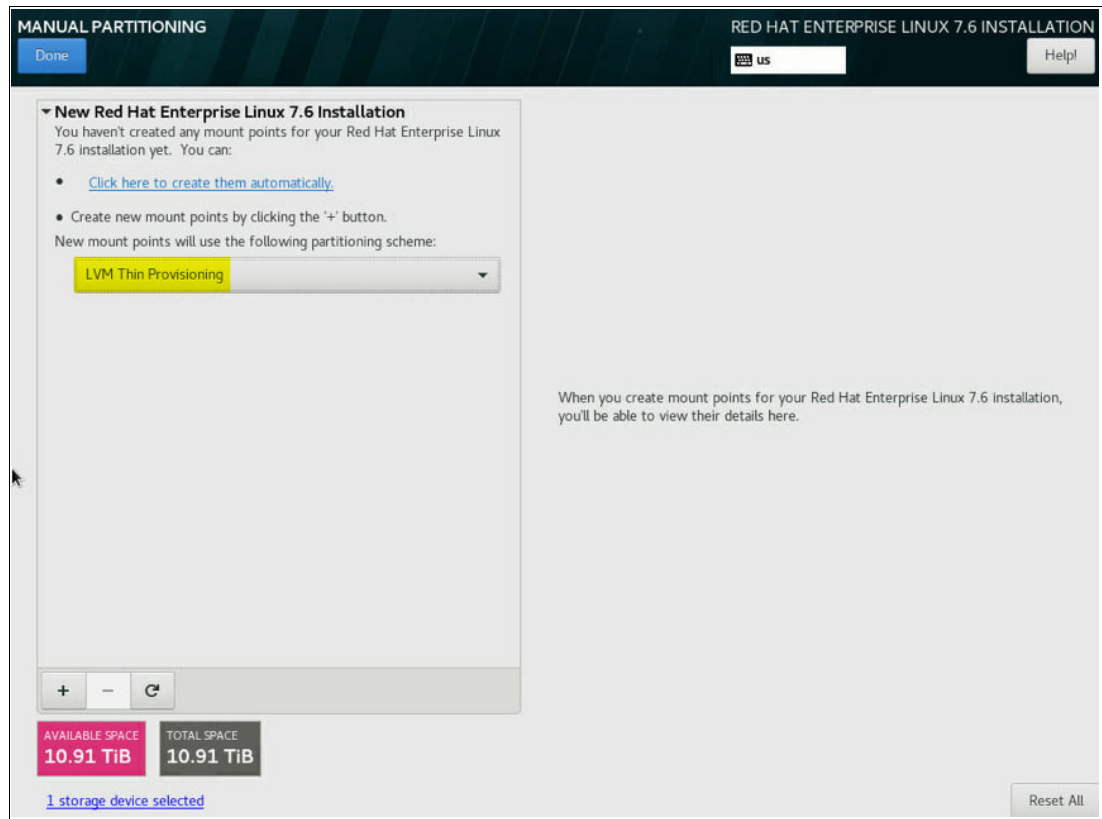 MANUAL PARTITIONING
RED HAT ENTERPRISE LINUX 7.6 INSTALLATION
Done
us
Help!
New Red Hat Enterprise Linux 7.6 Installation
You haven't created any mount points for your Red Hat Enterprise Linux
7.6 installation yet. You can:
• Click here to create them automatically.
• Create new mount points by clicking the '+' button.
New mount points will use the following partitioning scheme:
LVM Thin Provisioning
When you create mount points for your Red Hat Enterprise Linux 7.6 installation,
you'll be able to view their details here.
+ −
AVAILABLE SPACE
10.91 TiB
TOTAL SPACE
10.91 TiB
1 storage device selected
Reset All